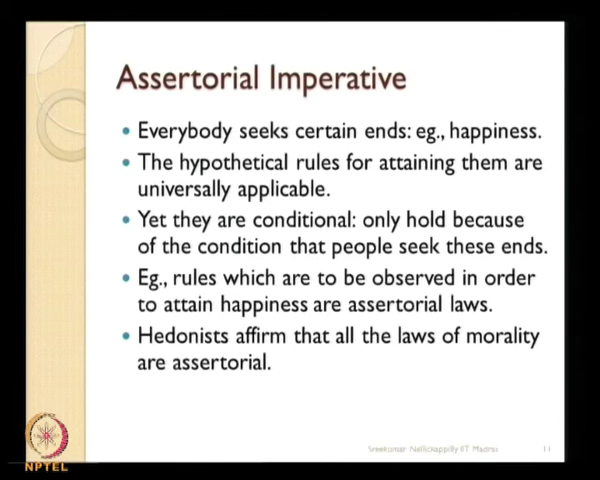 Assertorial Imperative
Everybody seeks certain ends: eg., happiness.
The hypothetical rules for attaining them are
universally applicable.
Yet they are conditional: only hold because
of the condition that people seek these ends.
Eg., rules which are to be observed in order
to attain happiness are assertorial laws.
Hedonists affirm that all the laws of morality
are assertorial.
Sreekumar Nellickappilly IIT Madras 11
NPTEL